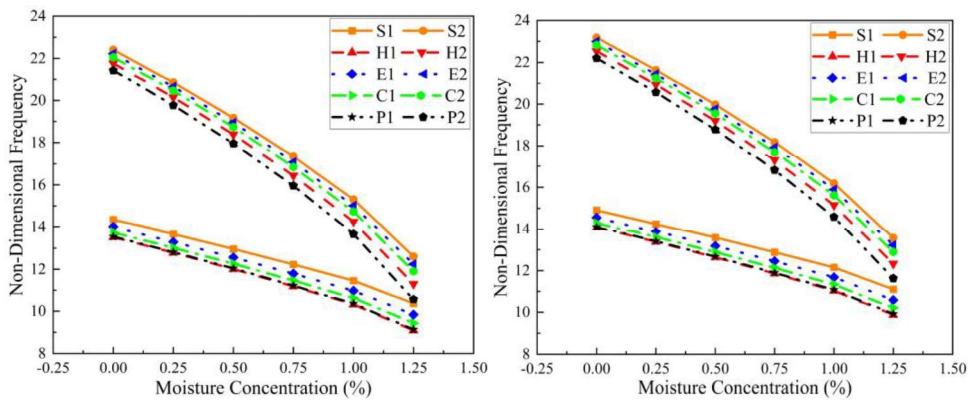 24
22
20
18
16
14
12
10
8
Non-Dimensional Frequency
S1 S2
H1 H2
E1 E2
C1 C2
P1 P2
-0.25 0.00 0.25 0.50 0.75 1.00 1.25 1.50
Moisture Concentration (%)
24
22
20
18
16
14
12
10
8
Non-Dimensional Frequency
S1 S2
H1 H2
E1 E2
C1 C2
P1 P2
-0.25 0.00 0.25 0.50 0.75 1.00 1.25 1.50
Moisture Concentration (%)